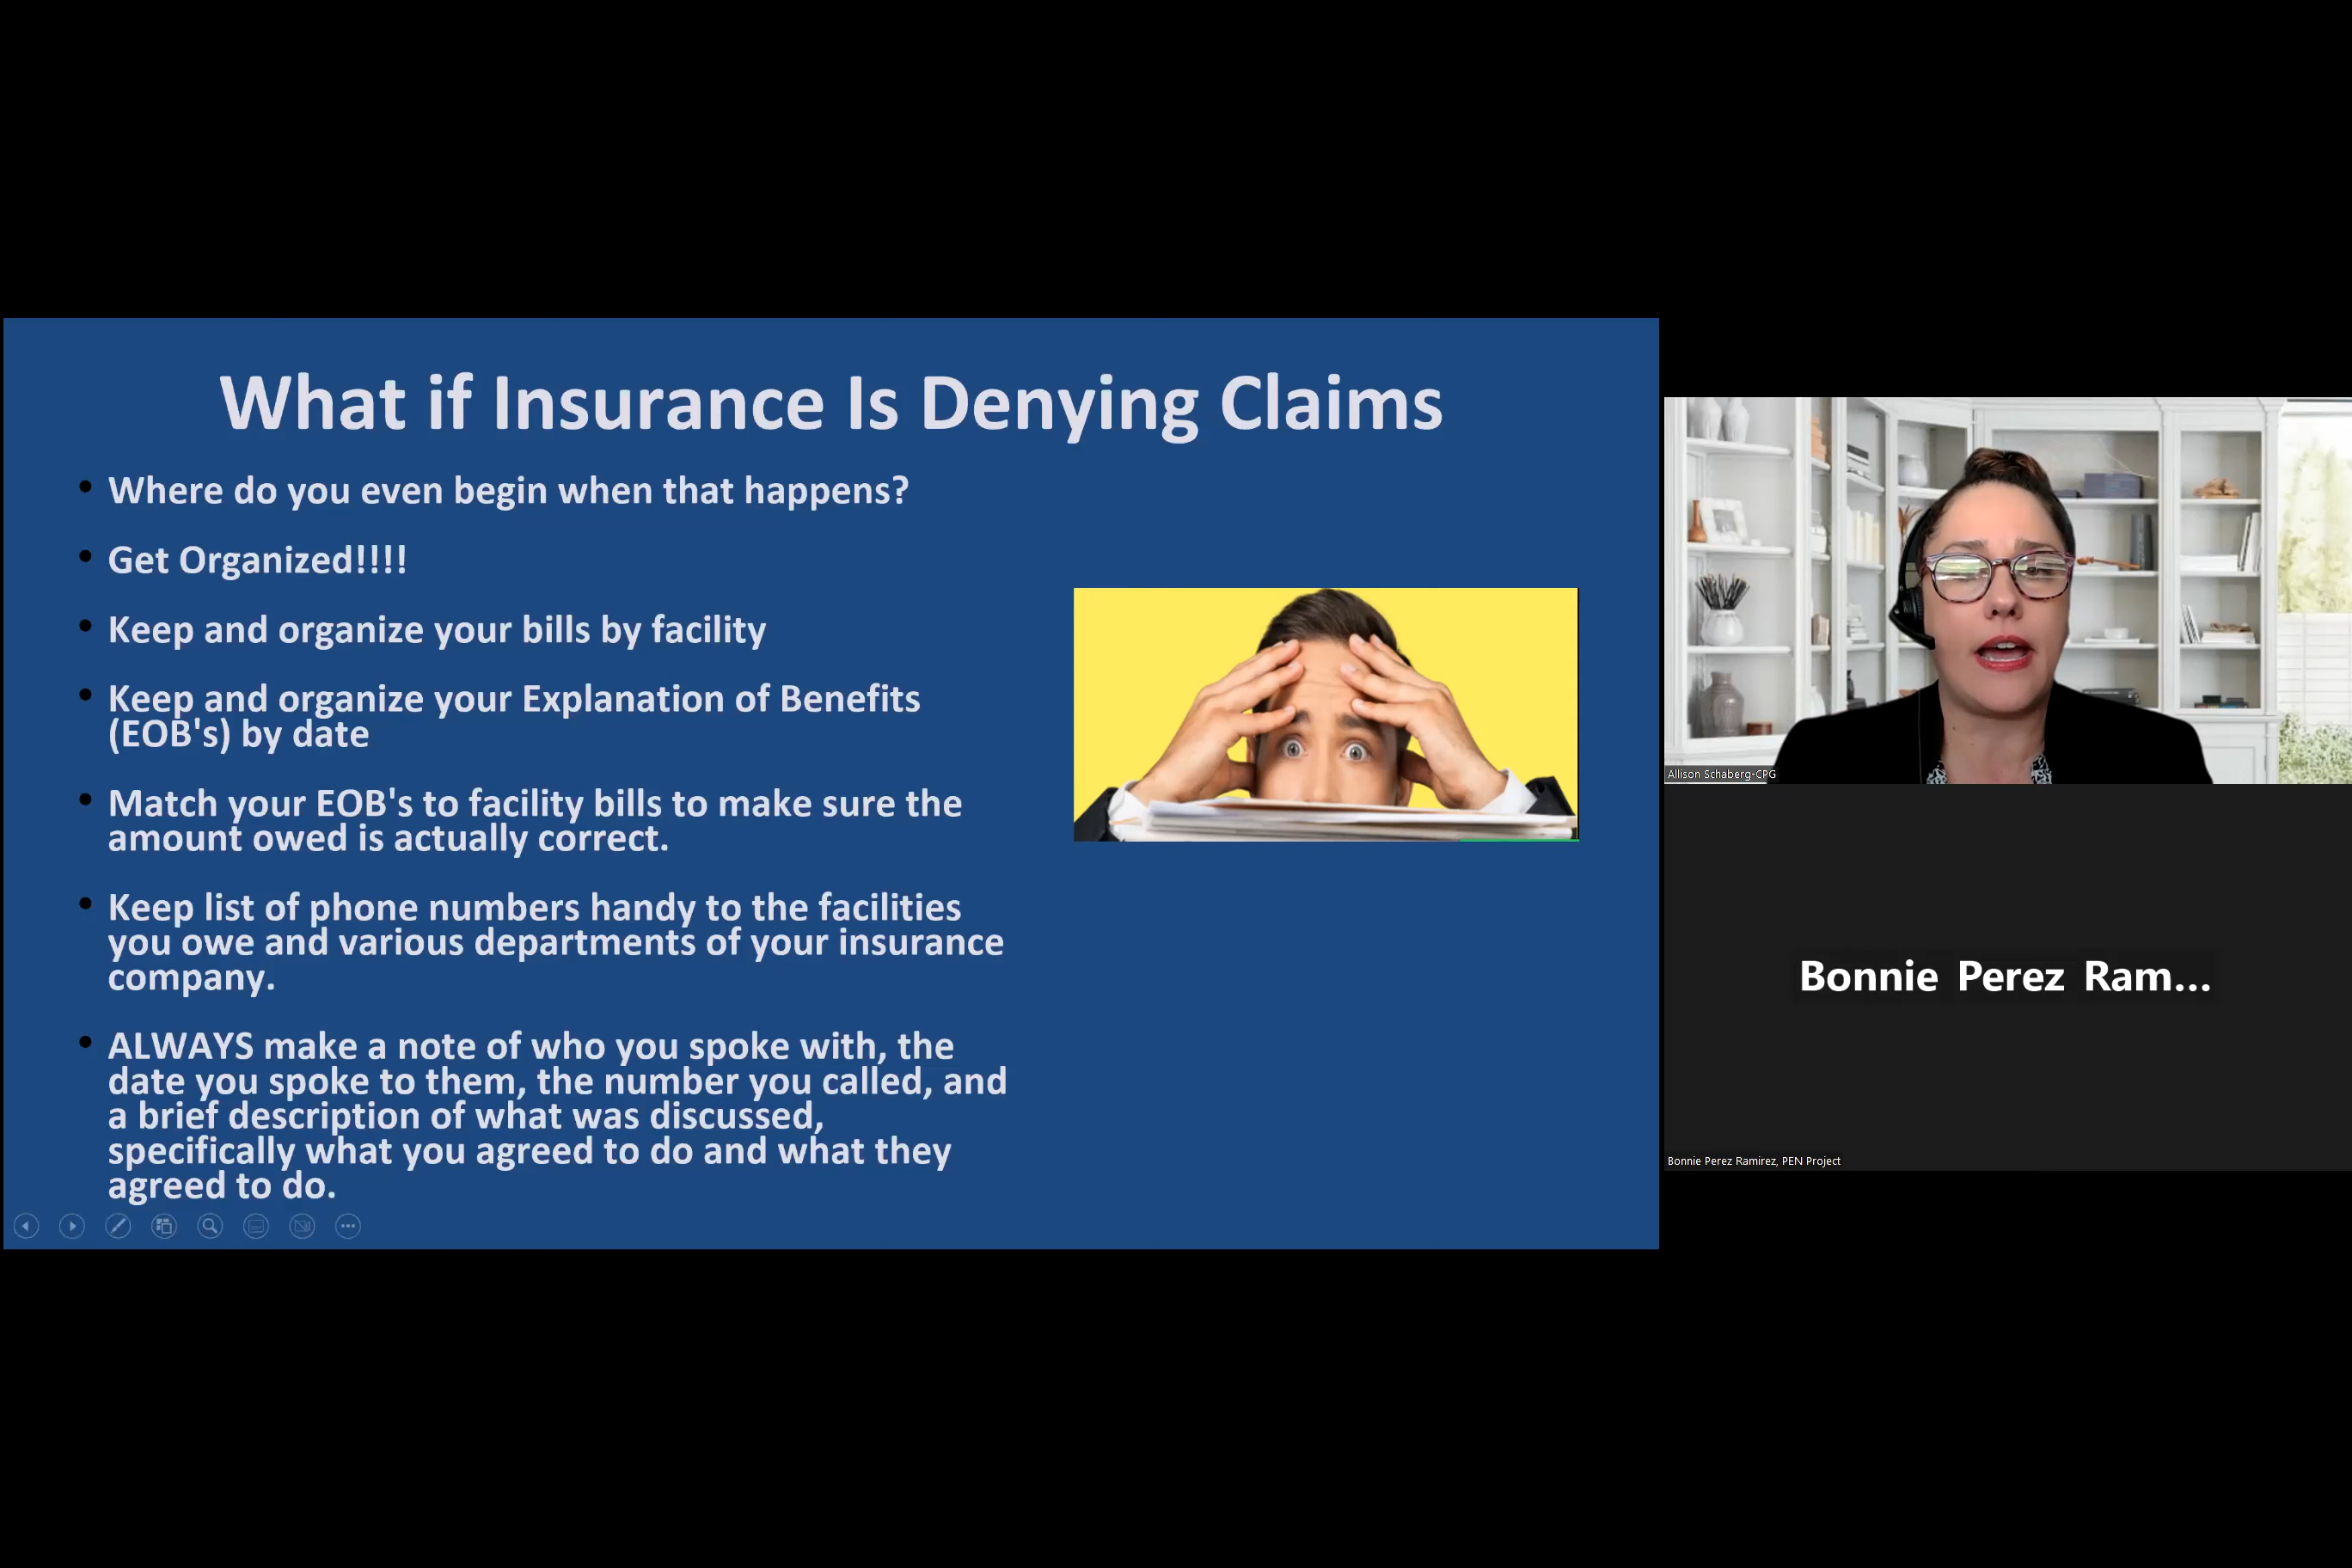 What if Insurance Is Denying Claims
• Where do you even begin when that happens?
• Get Organized!!!!
• Keep and organize your bills by facility
• Keep and organize your Explanation of Benefits
(EOB's) by date
• Match your EOB's to facility bills to make sure the
amount owed is actually correct.
• Keep list of phone numbers handy to the facilities
you owe and various departments of your insurance
company.
• ALWAYS make a note of who you spoke with, the
date you spoke to them, the number you called, and
a brief description of what was discussed,
specifically what you agreed to do and what they
agreed to do.
Allison Schaberg-CPG
Bonnie Perez Ram...
Bonnie Perez Ramirez, PEN Project